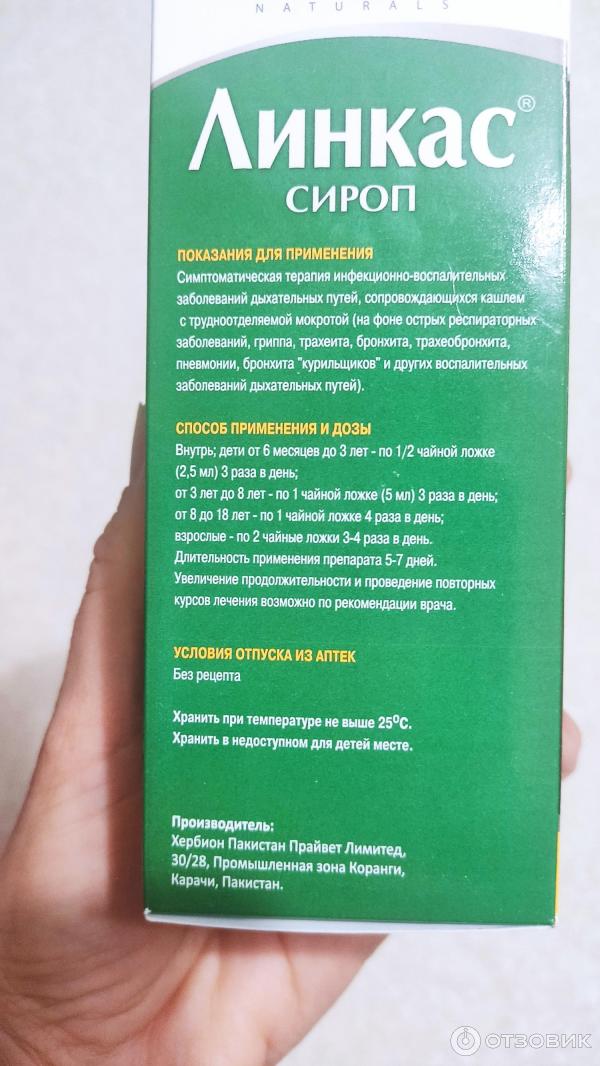 NATURALS
Линкас®
СИРОП
ПОКАЗАНИЯ ДЛЯ ПРИМЕНЕНИЯ
Симптоматическая терапия инфекционно-воспалительных
заболеваний дыхательных путей, сопровождающихся кашлем
с трудноотделяемой мокротой (на фоне острых респираторных
заболеваний, гриппа, трахеита, бронхита, трахеобронхита,
пневмонии, бронхита "курильщиков" и других воспалительных
заболеваний дыхательных путей).
СПОСОБ ПРИМЕНЕНИЯ И ДОЗЫ
Внутрь; дети от 6 месяцев до 3 лет - по 1/2 чайной ложке
(2,5 мл) 3 раза в день;
от 3 лет до 8 лет - по 1 чайной ложке (5 мл) 3 раза в день;
от 8 до 18 лет - по 1 чайной ложке 4 раза в день;
взрослые - по 2 чайные ложки 3-4 раза в день.
Длительность применения препарата 5-7 дней.
Увеличение продолжительности и проведение повторных
курсов лечения возможно по рекомендации врача.
УСЛОВИЯ ОТПУСКА ИЗ АПТЕК
Без рецепта
Хранить при температуре не выше 25⁰С.
Хранить в недоступном для детей месте.
Производитель:
Хербион Пакистан Прайвет Лимитед,
30/28, Промышленная зона Коранги,
Карачи, Пакистан.
ОТЗОВИК